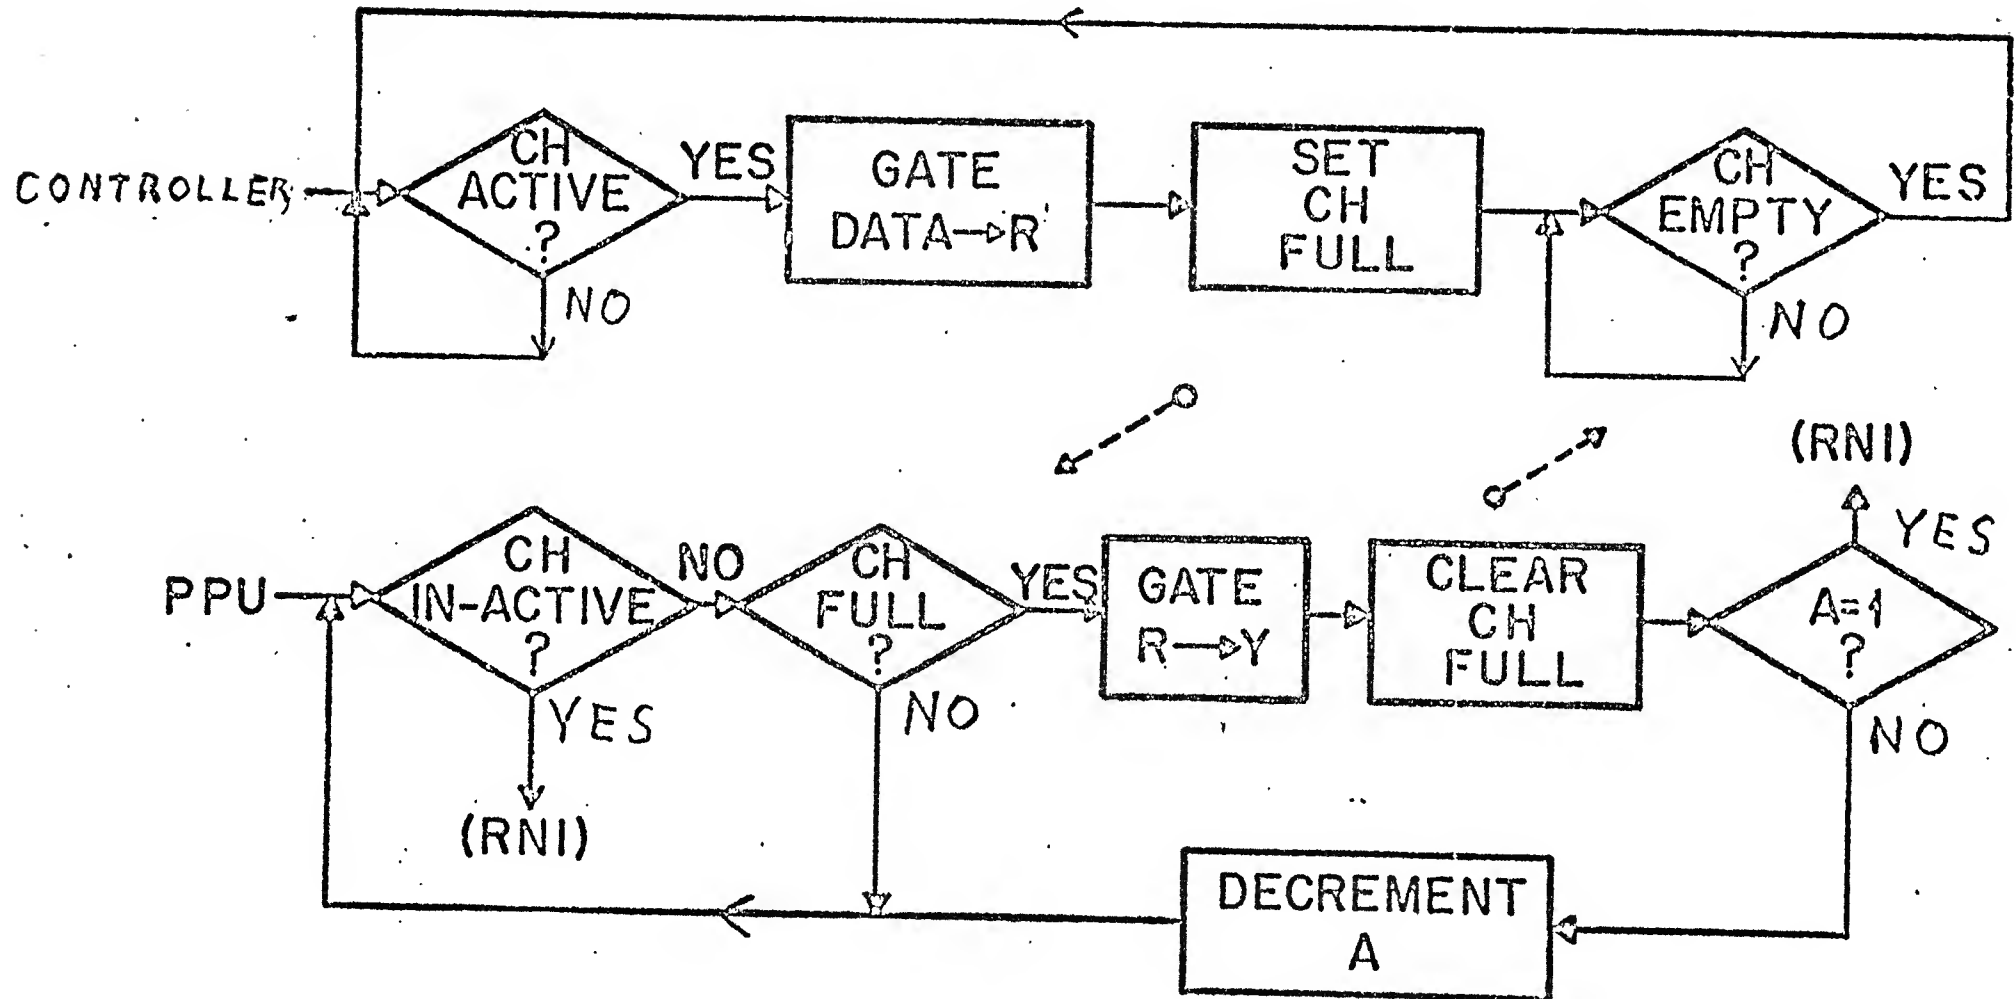 CONTROLLER
CH
ACTIVE
?
YES
NO
GATE
DATA→R
SET
CH
FULL
CH
EMPTY
?
YES
NO
PPU
CH
IN-ACTIVE
?
NO
YES
(RNI)
CH
FULL
?
YES
NO
GATE
R→Y
CLEAR
CH
FULL
A=1
?
YES
(RNI)
NO
DECREMENT
A